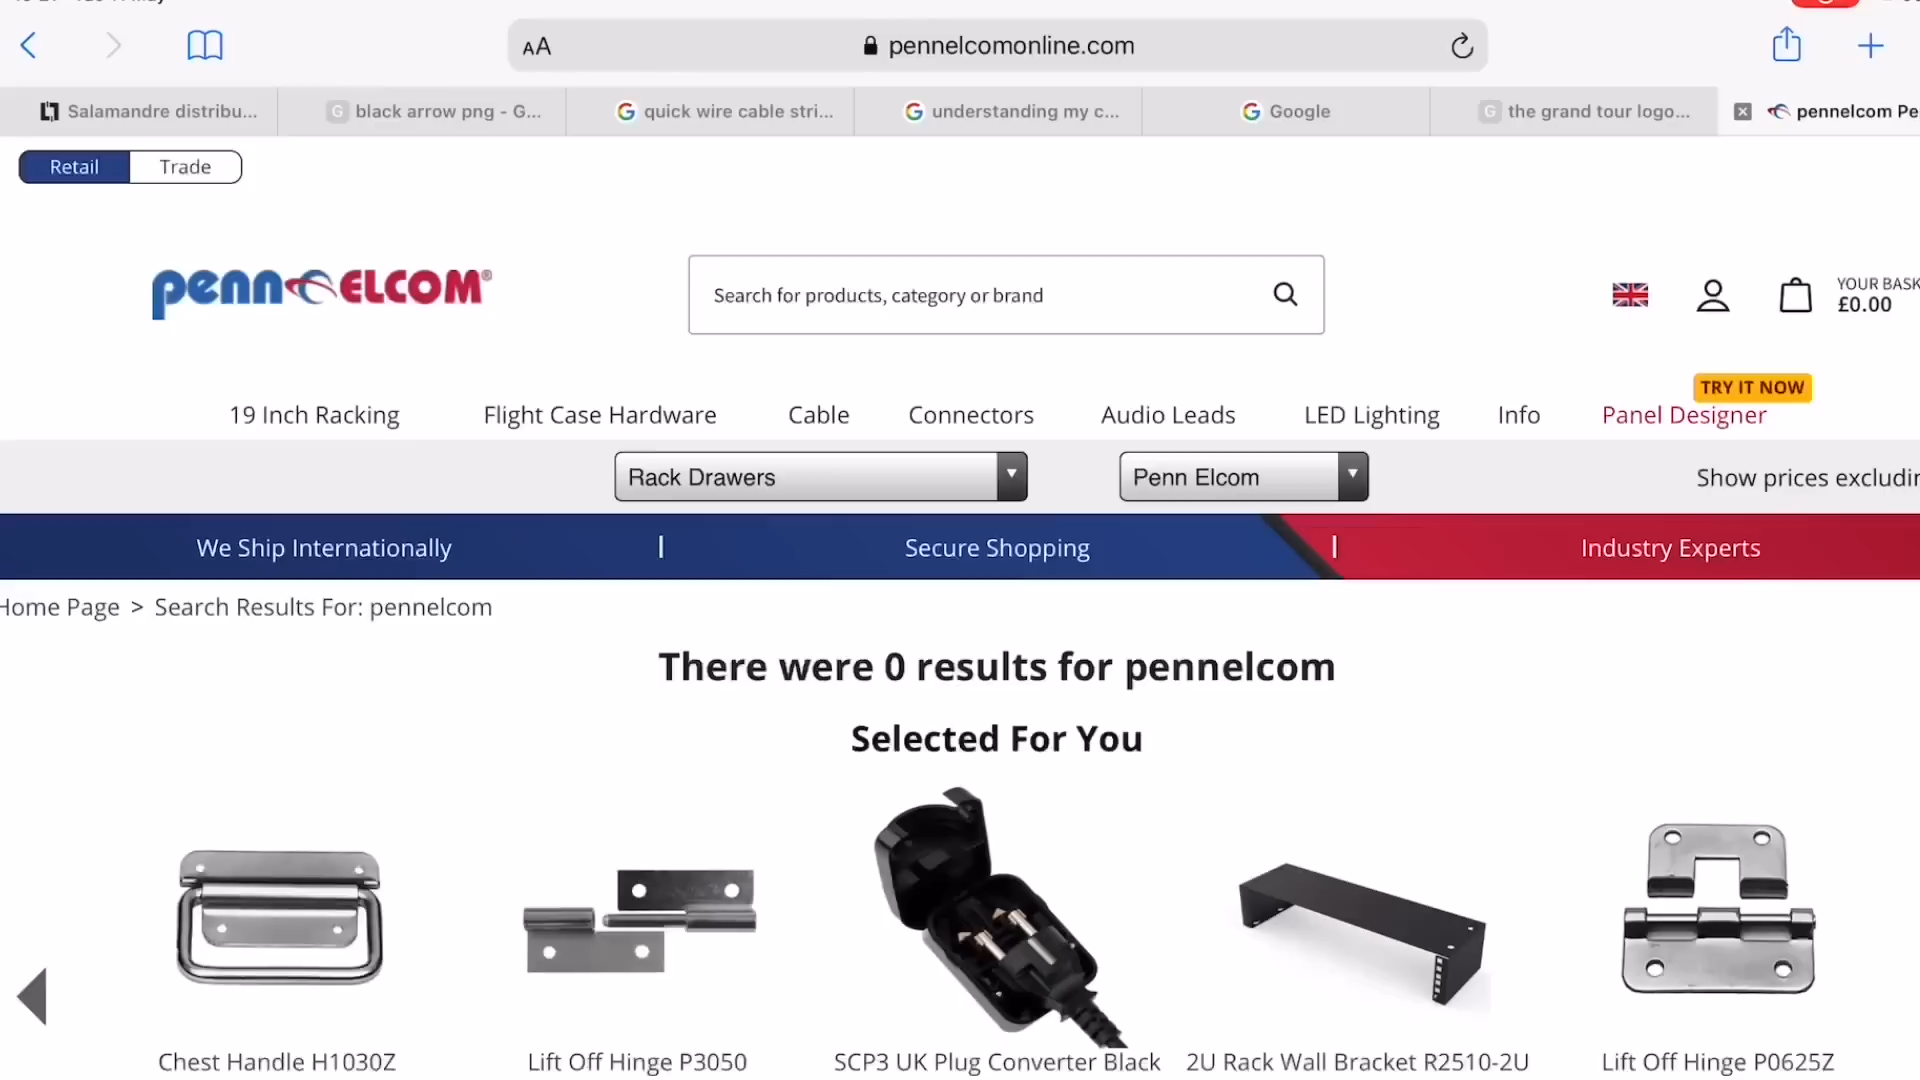 AA
pennelcomonline.com
Salamandre distribu...
black arrow png - G...
quick wire cable stri...
understanding my c...
Google
the grand tour logo...
pennelcom Pe
Retail
Trade
penn ELCOM®
Search for products, category or brand
YOUR BASK
£0.00
TRY IT NOW
19 Inch Racking
Flight Case Hardware
Cable
Connectors
Audio Leads
LED Lighting
Info
Panel Designer
Rack Drawers
Penn Elcom
Show prices excludin
We Ship Internationally
Secure Shopping
Industry Experts
Home Page > Search Results For: pennelcom
There were 0 results for pennelcom
Selected For You
Chest Handle H1030Z
Lift Off Hinge P3050
SCP3 UK Plug Converter Black
2U Rack Wall Bracket R2510-2U
Lift Off Hinge P0625Z